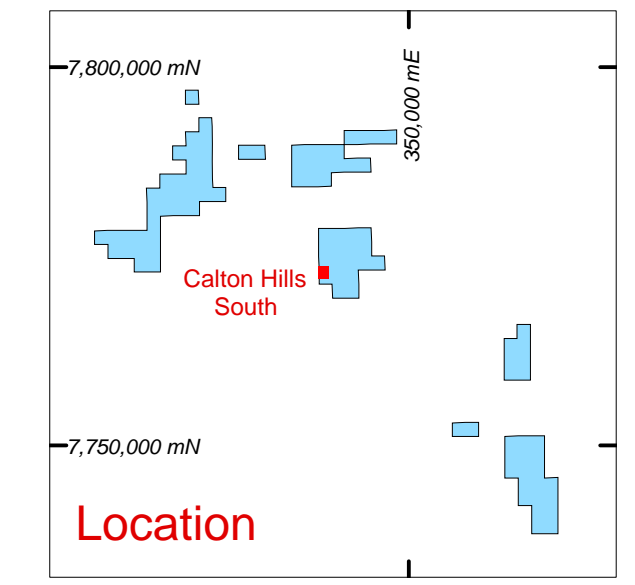 7,800,000 mN
350,000 mE
Calton Hills
South
7,750,000 mN
Location